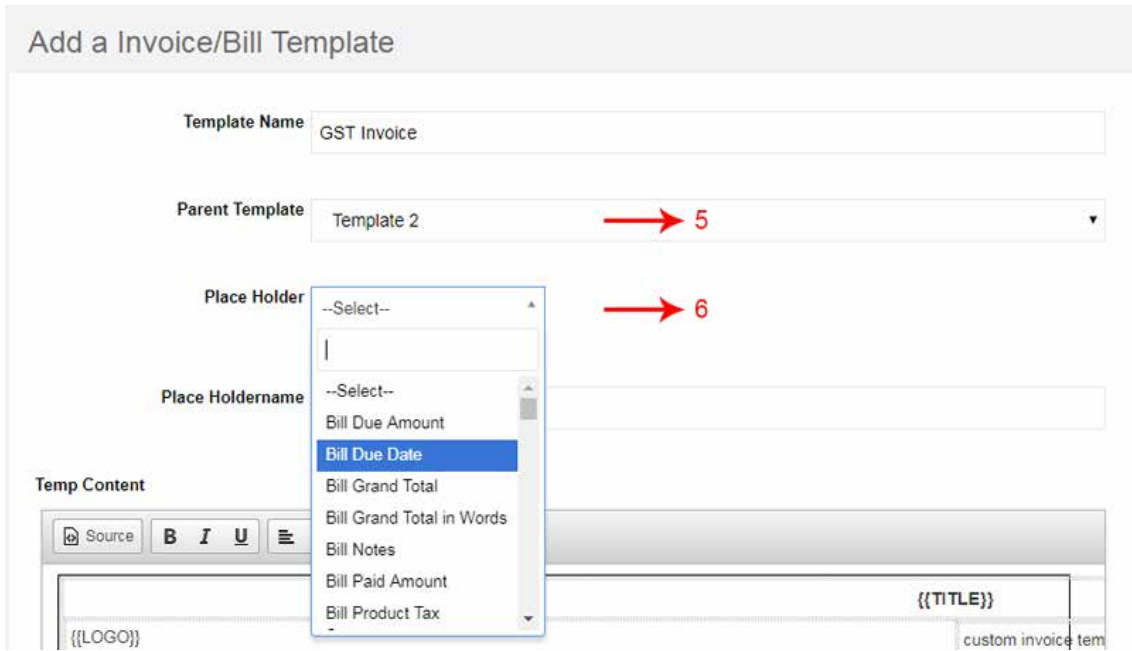 Add a Invoice/Bill Template
Template Name
GST Invoice
Parent Template
Template 2
5
Place Holder
--Select--
6
--Select--
Place Holdername
Bill Due Amount
Bill Due Date
Bill Grand Total
Bill Grand Total in Words
Bill Notes
Bill Paid Amount
Bill Product Tax
Temp Content
Source B I U
{{TITLE}}
{{LOGO}}
custom invoice tem